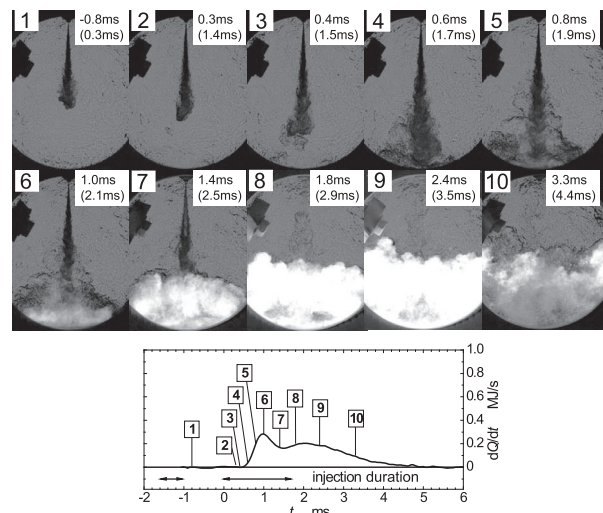 1 -0.8ms (0.3ms)
2 0.3ms (1.4ms)
3 0.4ms (1.5ms)
4 0.6ms (1.7ms)
5 0.8ms (1.9ms)
6 1.0ms (2.1ms)
7 1.4ms (2.5ms)
8 1.8ms (2.9ms)
9 2.4ms (3.5ms)
10 3.3ms (4.4ms)
1.0
0.8
0.6
0.4
0.2
0
dQ/dt MJ/s
1
2
3
4
5
6
7
8
9
10
injection duration
-2 -1 0 1 2 3 4 5 6
t ms